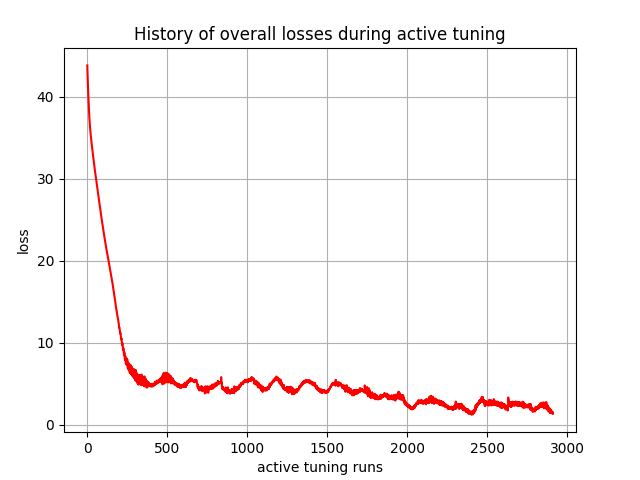 History of overall losses during active tuning
40
30
20
10
0
loss
0 500 1000 1500 2000 2500 3000
active tuning runs